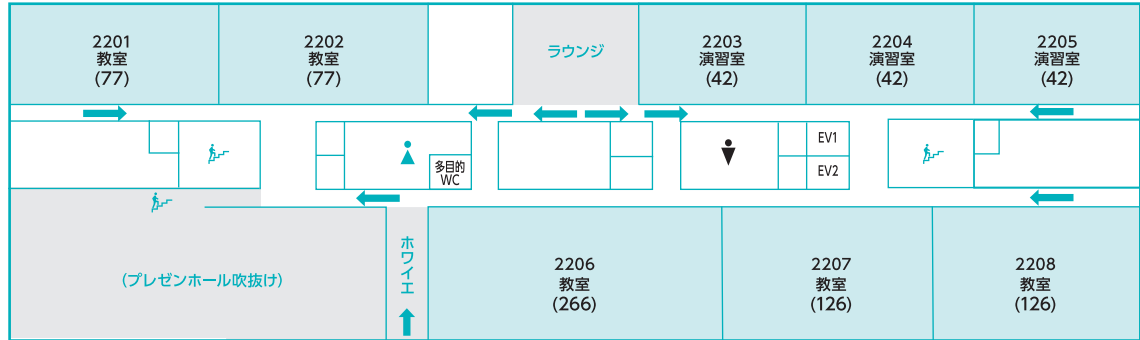 2201
教室
(77)
2202
教室
(77)
ラウンジ
2203
演習室
(42)
2204
演習室
(42)
2205
演習室
(42)
多目的
WC
EV1
EV2
(プレゼンホール吹抜け)
ホワイエ
2206
教室
(266)
2207
教室
(126)
2208
教室
(126)